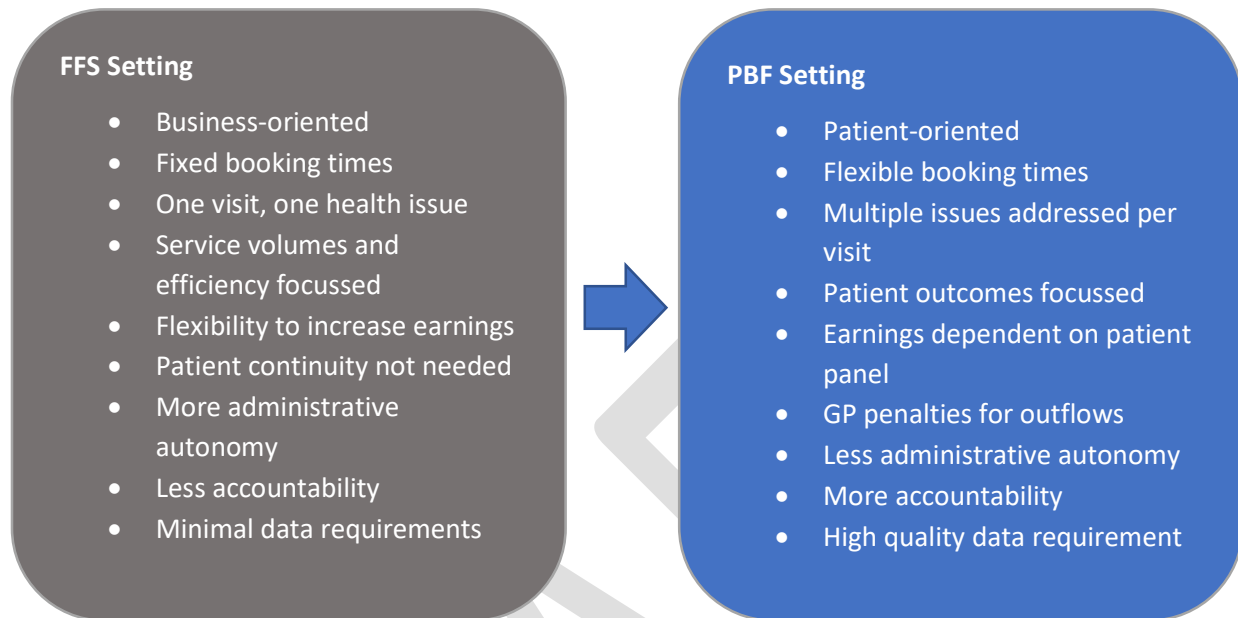 FFS Setting
• Business-oriented
• Fixed booking times
• One visit, one health issue
• Service volumes and
efficiency focussed
• Flexibility to increase earnings
• Patient continuity not needed
• More administrative
autonomy
• Less accountability
• Minimal data requirements
PBF Setting
• Patient-oriented
• Flexible booking times
• Multiple issues addressed per
visit
• Patient outcomes focussed
• Earnings dependent on patient
panel
• GP penalties for outflows
• Less administrative autonomy
• More accountability
• High quality data requirement